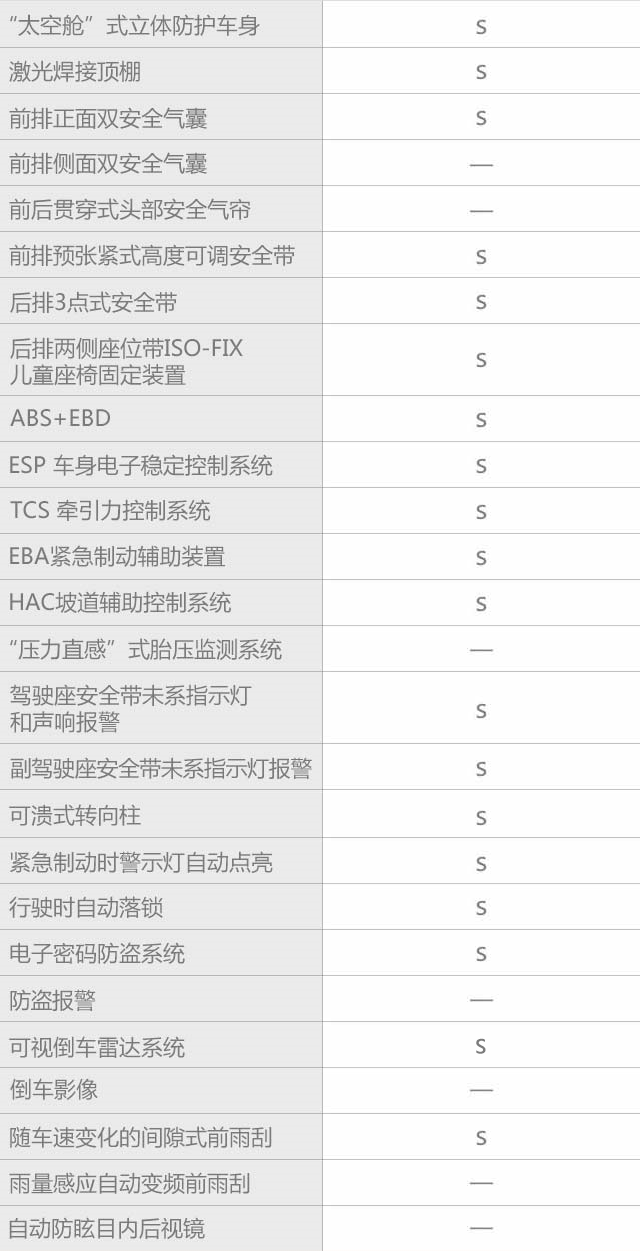 “太空舱”式立体防护车身 S
激光焊接顶棚 S
前排正面双安全气囊 S
前排侧面双安全气囊 —
前后贯穿式头部安全气帘 —
前排预张紧式高度可调安全带 S
后排3点式安全带 S
后排两侧座位带ISO-FIX
儿童座椅固定装置 S
ABS+EBD S
ESP 车身电子稳定控制系统 S
TCS 牵引力控制系统 S
EBA紧急制动辅助装置 S
HAC坡道辅助控制系统 S
“压力直感”式胎压监测系统 —
驾驶座安全带未系指示灯
和声响报警 S
副驾驶座安全带未系指示灯报警 S
可溃式转向柱 S
紧急制动时警示灯自动点亮 S
行驶时自动落锁 S
电子密码防盗系统 S
防盗报警 —
可视倒车雷达系统 S
倒车影像 —
随车速变化的间隙式前雨刮 S
雨量感应自动变频前雨刮 —
自动防眩目内后视镜 —